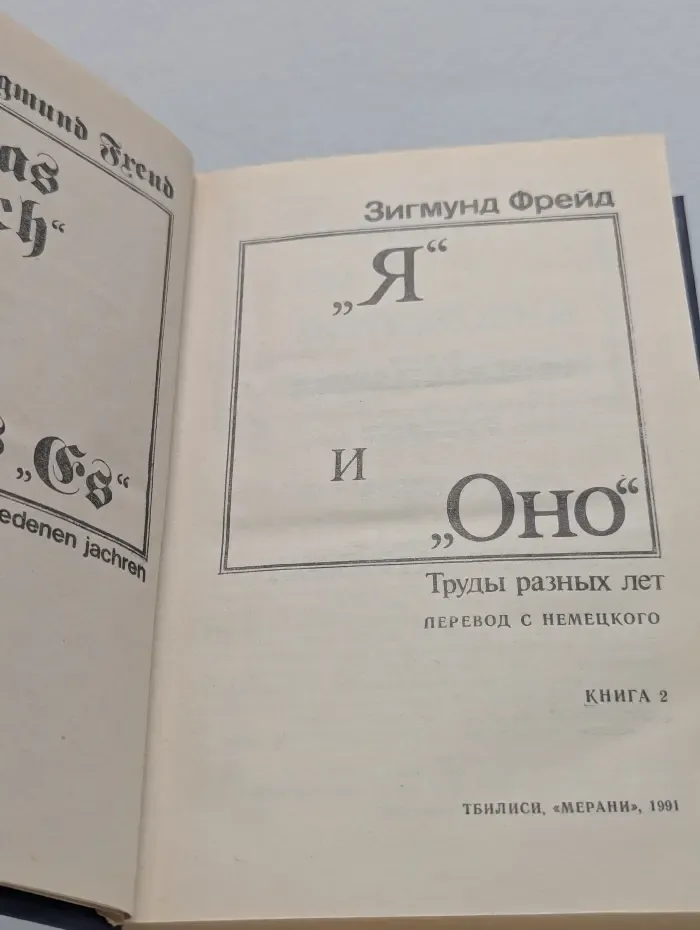 gmund Freud
as
ch“
„Es“
edenen jachren
Зигмунд Фрейд
„Я“
и
„Оно“
Труды разных лет
ПЕРЕВОД С НЕМЕЦКОГО
КНИГА 2
ТБИЛИСИ, «МЕРАНИ», 1991